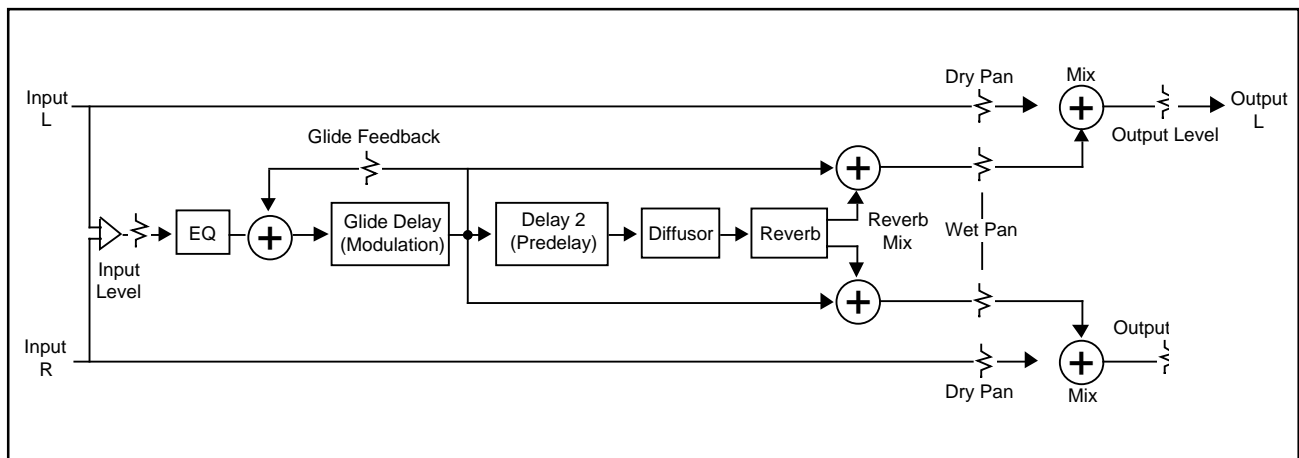 Input
L
Dry Pan
Mix
Output
L
Output Level
Glide Feedback
EQ
Glide Delay
(Modulation)
Delay 2
(Predelay)
Diffusor
Reverb
Reverb
Mix
Wet Pan
Input
Level
Input
R
Output
Dry Pan
Mix